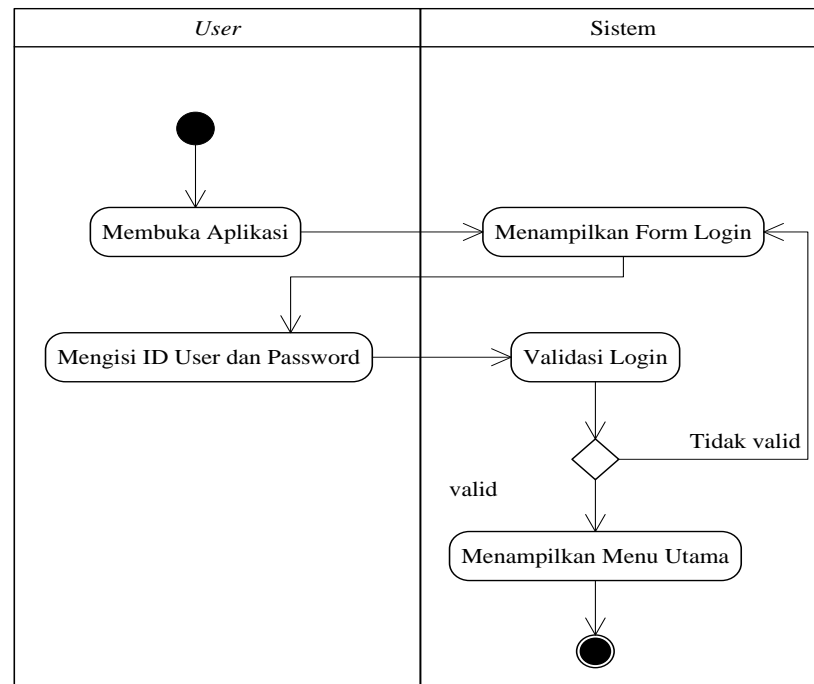 User
Sistem
Membuka Aplikasi
Menampilkan Form Login
Mengisi ID User dan Password
Validasi Login
Tidak valid
valid
Menampilkan Menu Utama